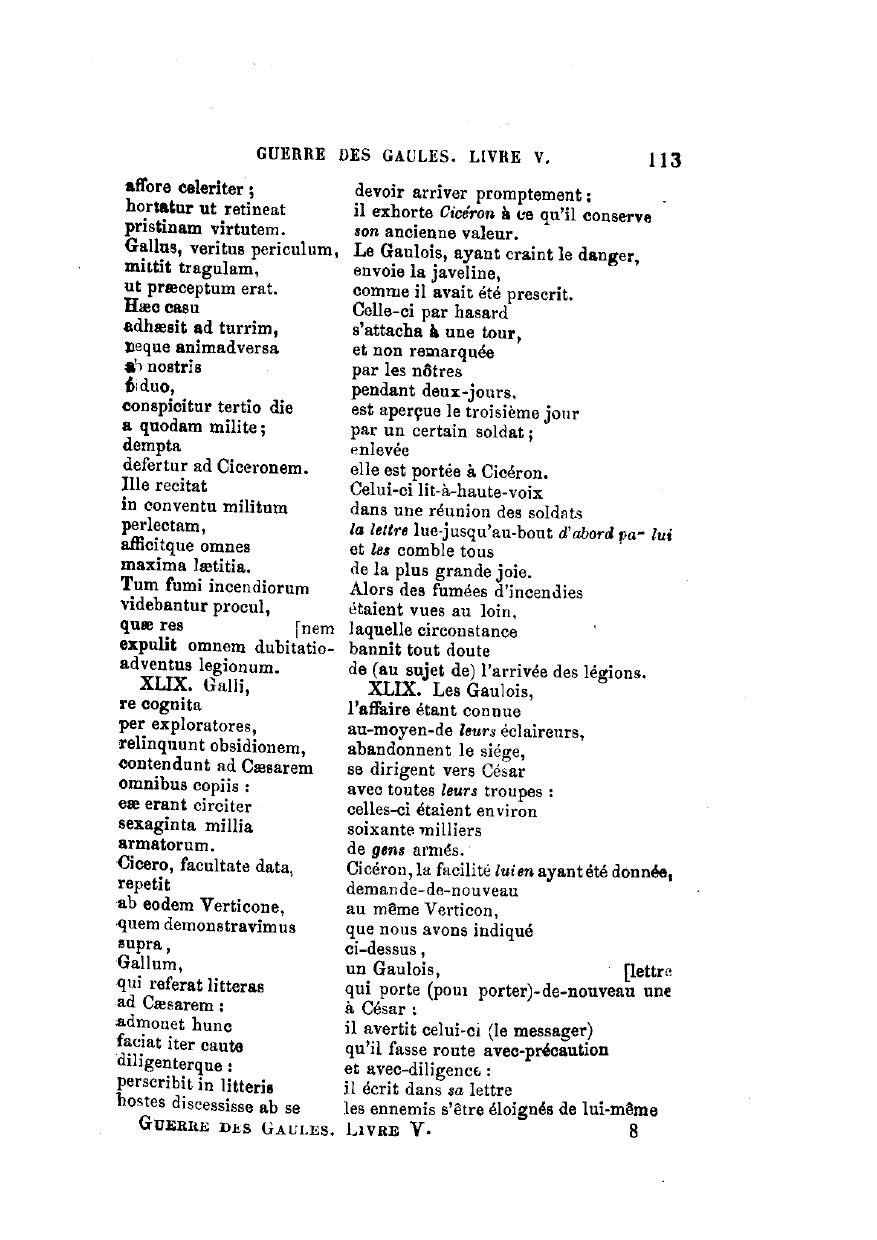 GUERRE DES GAULES. LIVRE V. 113
affore celeriter ; devoir arriver promptement :
hortatur ut retineat il exhorte Cicéron à ce qu'il conserve
pristinam virtutem. son ancienne valeur.
Gallus, veritus periculum, Le Gaulois, ayant craint le danger,
mittit tragulam, envoie la javeline,
ut præceptum erat. comme il avait été prescrit.
Hæc casu Celle-ci par hasard
adhæsit ad turrim, s'attacha à une tour,
neque animadversa et non remarquée
ab nostris par les nôtres
biduo, pendant deux-jours,
conspicitur tertio die est aperçue le troisième jour
a quodam milite ; par un certain soldat ;
dempta enlevée
defertur ad Ciceronem. elle est portée à Cicéron.
Ille recitat Celui-ci lit-à-haute-voix
in conventu militum dans une réunion des soldats
perlectam, la lettre lue-jusqu'au-bout d'abord par lui
afficitque omnes et les comble tous
maxima lætitia. de la plus grande joie.
Tum fumi incendiorum Alors des fumées d'incendies
videbantur procul, étaient vues au loin,
quæ res [nem laquelle circonstance
expulit omnem dubitatio- bannit tout doute
adventus legionum. de (au sujet de) l'arrivée des légions.
XLIX. Galli, XLIX. Les Gaulois,
re cognita l'affaire étant connue
per exploratores, au-moyen-de leurs éclaireurs,
relinquunt obsidionem, abandonnent le siége,
contendunt ad Cæsarem se dirigent vers César
omnibus copiis : avec toutes leurs troupes :
eæ erant circiter celles-ci étaient environ
sexaginta millia soixante milliers
armatorum. de gens armés.
Cicero, facultate data, Cicéron, la facilité lui en ayant été donnée,
repetit demande-de-nouveau
ab eodem Verticone, au même Verticon,
quem demonstravimus que nous avons indiqué
supra, ci-dessus,
Gallum, un Gaulois, [lettre
qui referat litteras qui porte (pour porter)-de-nouveau une
ad Cæsarem : à César :
admonet hunc il avertit celui-ci (le messager)
faciat iter caute qu'il fasse route avec-précaution
diligenterque : et avec-diligence :
perscribit in litteris il écrit dans sa lettre
hostes discessisse ab se les ennemis s'être éloignés de lui-même
GUERRE DES GAULES. LIVRE V. 8